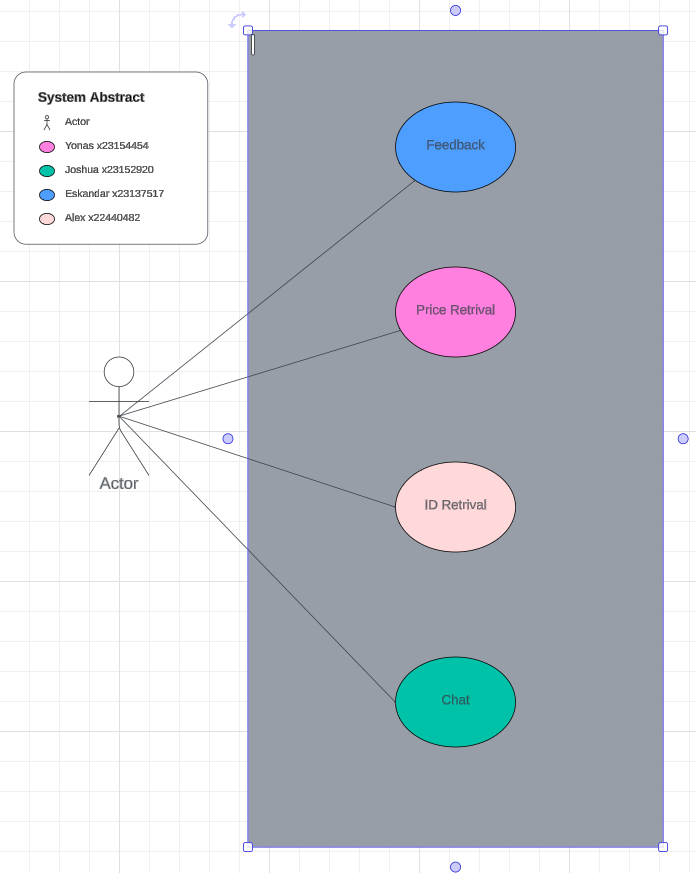 System Abstract
Actor
Yonas x23154454
Joshua x23152920
Eskandar x23137517
Alex x22440482
Feedback
Price Retrival
Actor
ID Retrival
Chat